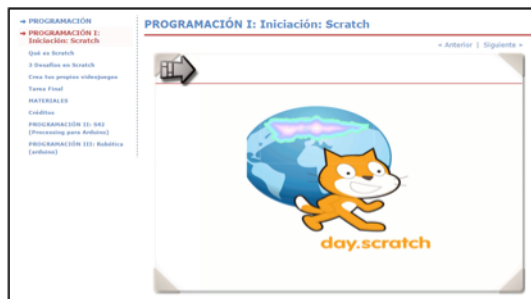 PROGRAMACIÓN
PROGRAMACIÓN I:
Iniciación: Scratch
Qué es Scratch
3 Desafíos en Scratch
Crea tus propios videojuegos
Tarea Final
MATERIALES
Créditos
PROGRAMACIÓN II: S4A
(Processing para Arduino)
PROGRAMACIÓN III: Robótica
(arduino)
PROGRAMACIÓN I: Iniciación: Scratch
« Anterior | Siguiente »
day.scratch